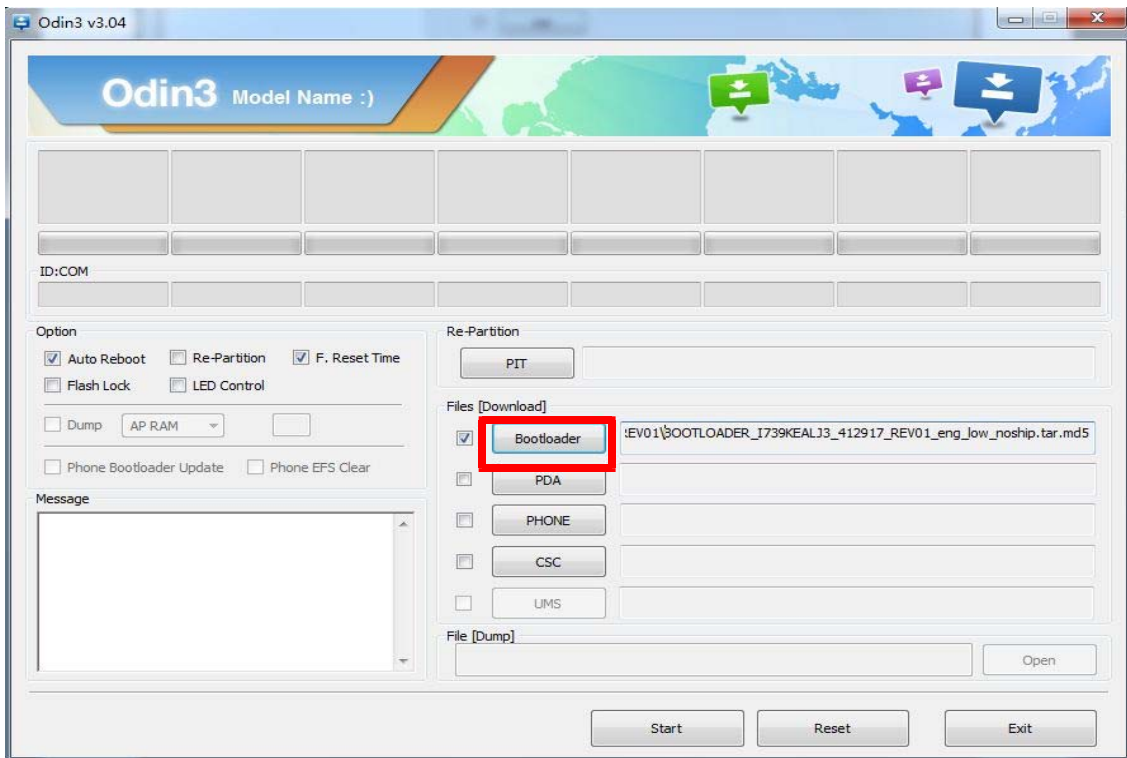 Odin3 v3.04
Odin3 Model Name :)
ID:COM
Option
Auto Reboot Re-Partition F. Reset Time
Flash Lock LED Control
Dump AP RAM
Phone Bootloader Update Phone EFS Clear
Message
Re-Partition
PIT
Files [Download]
Bootloader :EV01\BOOTLOADER_I739KEALJ3_412917_REV01_eng_low_noship.tar.md5
PDA
PHONE
CSC
UMS
File [Dump]
Open
Start Reset Exit